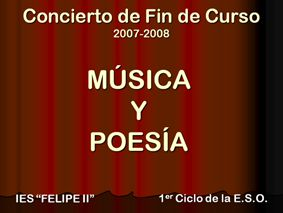 Concierto de Fin de Curso
2007-2008
MÚSICA
Y
POESÍA
IES “FELIPE II” 1er Ciclo de la E.S.O.